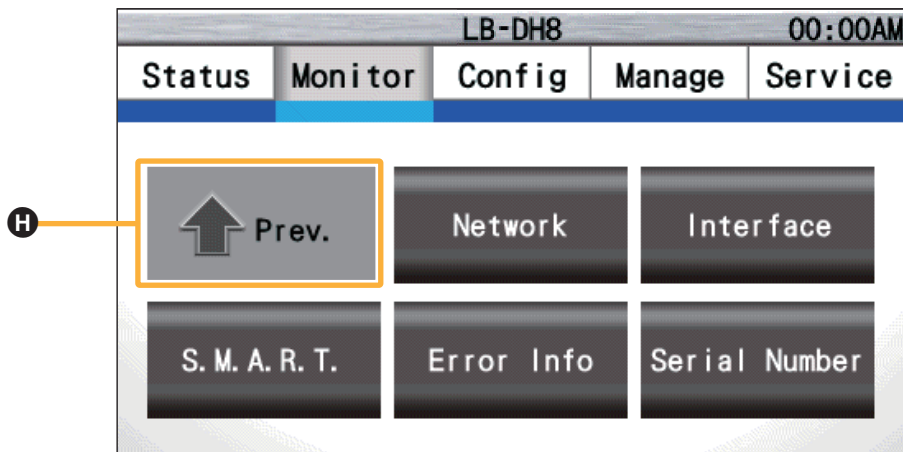 LB-DH8 00:00AM
Status Monitor Config Manage Service
H Prev. Network Interface
S.M.A.R.T. Error Info Serial Number